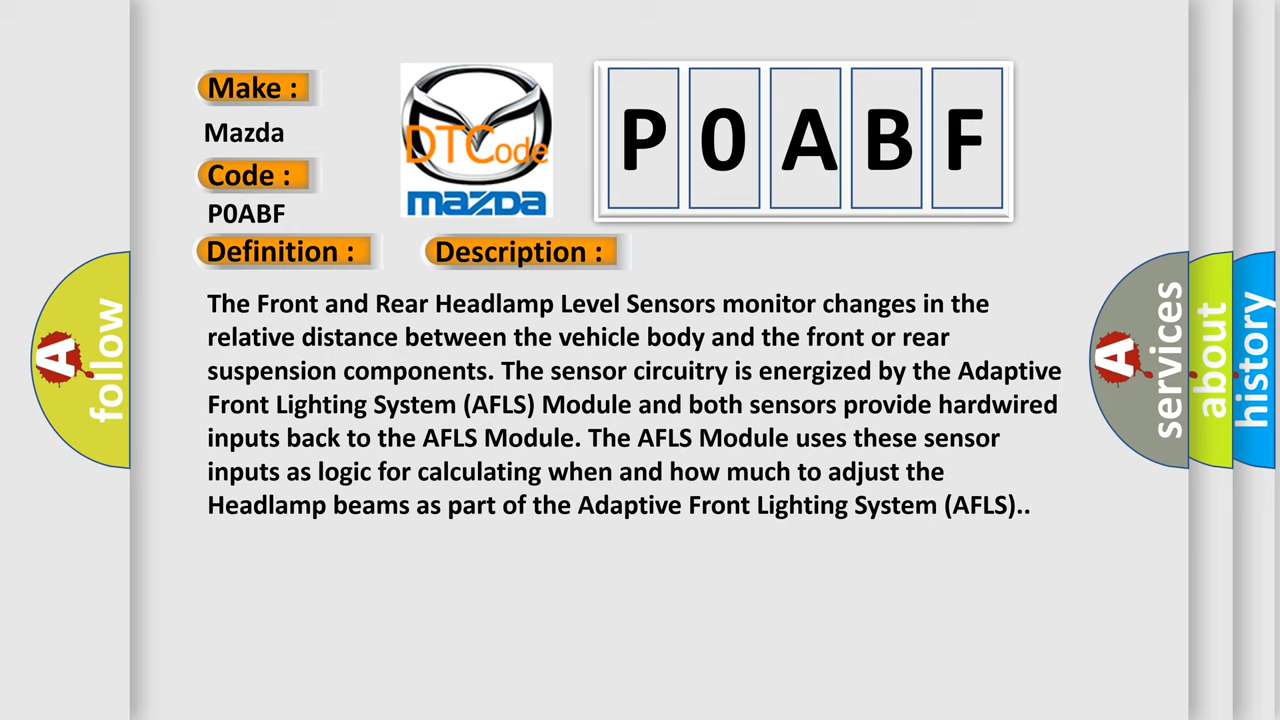 Make :
Mazda
Code :
P0ABF
Definition :
Description :
DTCode
mazda
P 0 A B F
The Front and Rear Headlamp Level Sensors monitor changes in the
relative distance between the vehicle body and the front or rear
suspension components. The sensor circuitry is energized by the Adaptive
Front Lighting System (AFLS) Module and both sensors provide hardwired
inputs back to the AFLS Module. The AFLS Module uses these sensor
inputs as logic for calculating when and how much to adjust the
Headlamp beams as part of the Adaptive Front Lighting System (AFLS)..
A follow
A services
about
history